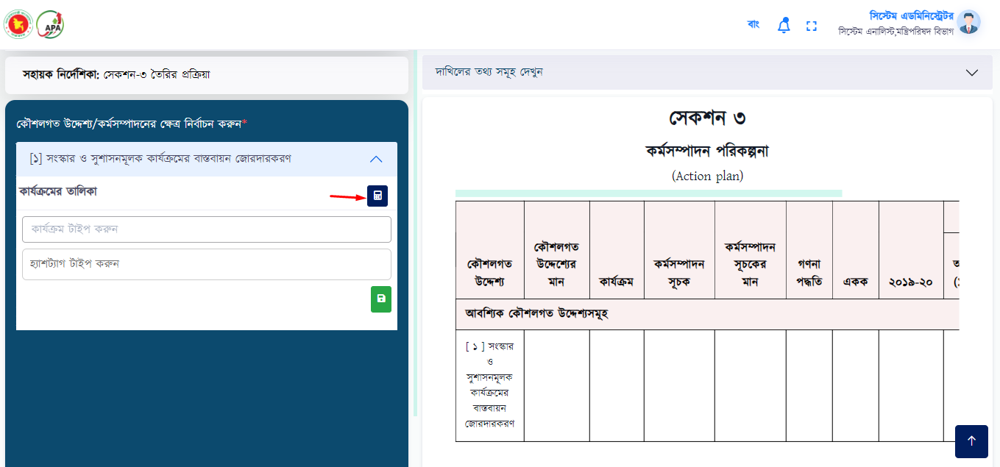 APA
বাং
সিস্টেম এডমিনিস্ট্রেটর
সিস্টেম এনালিস্ট,মন্ত্রিপরিষদ বিভাগ
সহায়ক নির্দেশিকা: সেকশন-৩ তৈরির প্রক্রিয়া
কৌশলগত উদ্দেশ্য/কর্মসম্পাদনের ক্ষেত্র নির্বাচন করুন*
[১] সংস্কার ও সুশাসনমূলক কার্যক্রমের বাস্তবায়ন জোরদারকরণ
কার্যক্রমের তালিকা
কার্যক্রম টাইপ করুন
হ্যাশট্যাগ টাইপ করুন
দাখিলের তথ্য সমূহ দেখুন
সেকশন ৩
কর্মসম্পাদন পরিকল্পনা
(Action plan)
কৌশলগত
উদ্দেশ্য
কৌশলগত
উদ্দেশ্যের
মান
কার্যক্রম
কর্মসম্পাদন
সূচক
কর্মসম্পাদন
সূচকের
মান
গণনা
পদ্ধতি
একক
২০১৯-২০
আবশ্যিক কৌশলগত উদ্দেশ্যসমূহ
[ ১ ] সংস্কার
ও
সুশাসনমূলক
কার্যক্রমের
বাস্তবায়ন
জোরদারকরণ